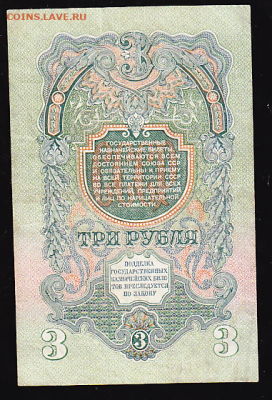 COINS.LAVE.RU
3
ГОСУДАРСТВЕННЫЕ
КАЗНАЧЕЙСКИЕ БИЛЕТЫ
ОБЕСПЕЧИВАЮТСЯ ВСЕМ
ДОСТОЯНИЕМ СОЮЗА ССР
И ОБЯЗАТЕЛЬНЫ К ПРИЕМУ
НА ВСЕЙ ТЕРРИТОРИИ СССР
ВО ВСЕ ПЛАТЕЖИ ДЛЯ ВСЕХ
УЧРЕЖДЕНИЙ, ПРЕДПРИЯТИЙ
И ЛИЦ ПО НАРИЦАТЕЛЬНОЙ
СТОИМОСТИ.
ТРИ РУБЛЯ
ПОДДЕЛКА
ГОСУДАРСТВЕННЫХ
КАЗНАЧЕЙСКИХ БИЛЕ-
ТОВ ПРЕСЛЕДУЕТСЯ
ПО ЗАКОНУ
3 3 3